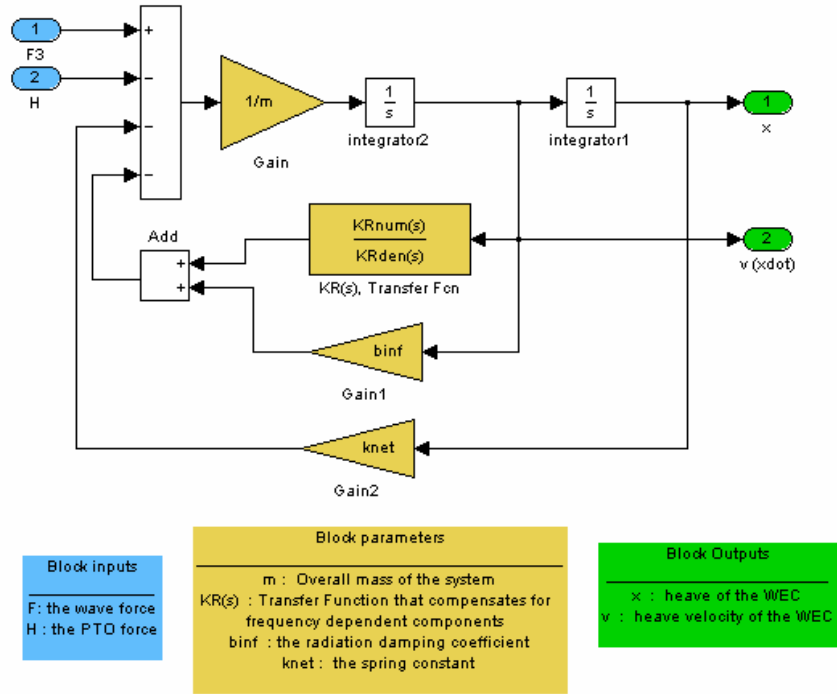 1
F3
2
H
+
−
−
−
1/m
Gain
1
s
integrator2
1
s
integrator1
1
x
Add
+
+
KRnum(s)
KRden(s)
KR(s), Transfer Fcn
2
v (xdot)
binf
Gain1
knet
Gain2
Block inputs
F: the wave force
H : the PTO force
Block parameters
m : Overall mass of the system
KR(s) : Transfer Function that compensates for
frequency dependent components
binf : the radiation damping coefficient
knet : the spring constant
Block Outputs
x : heave of the WEC
v : heave velocity of the WEC